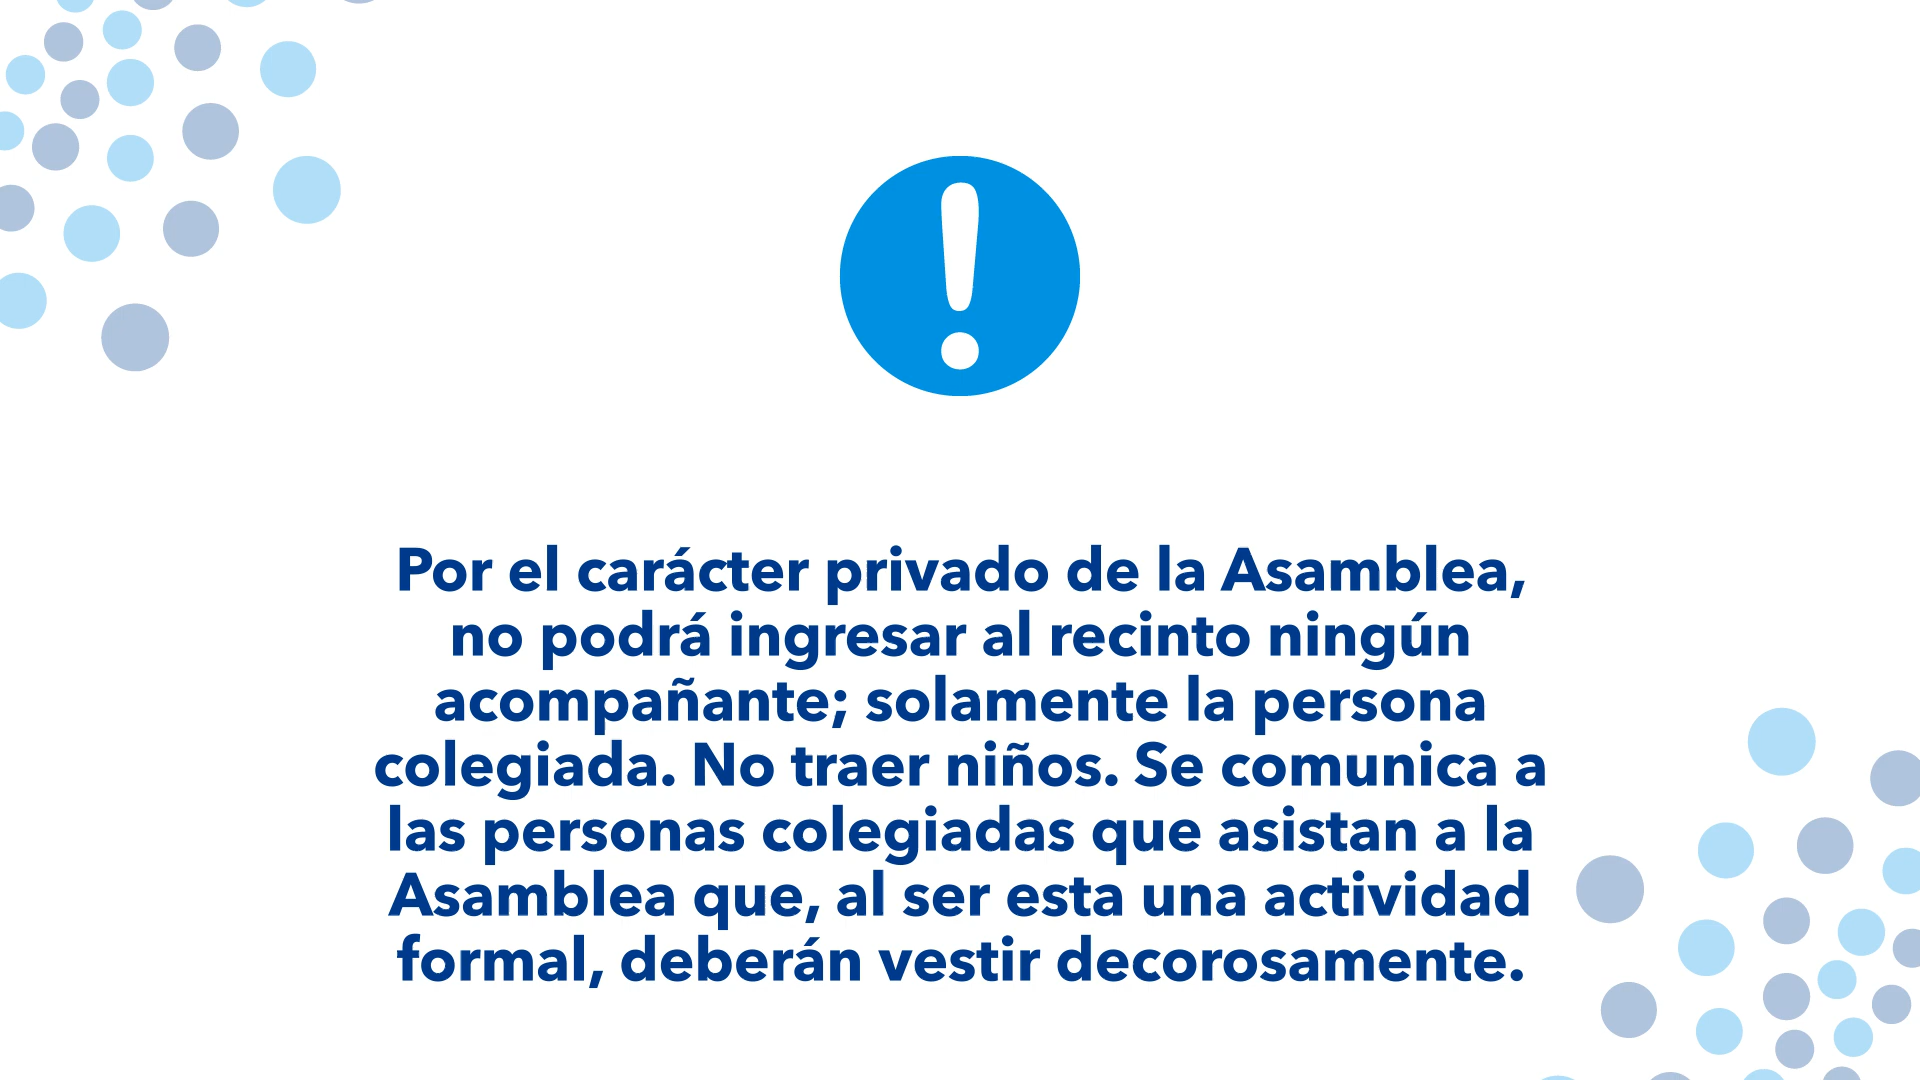 Por el carácter privado de la Asamblea,
no podrá ingresar al recinto ningún
acompañante; solamente la persona
colegiada. No traer niños. Se comunica a
las personas colegiadas que asistan a la
Asamblea que, al ser esta una actividad
formal, deberán vestir decorosamente.